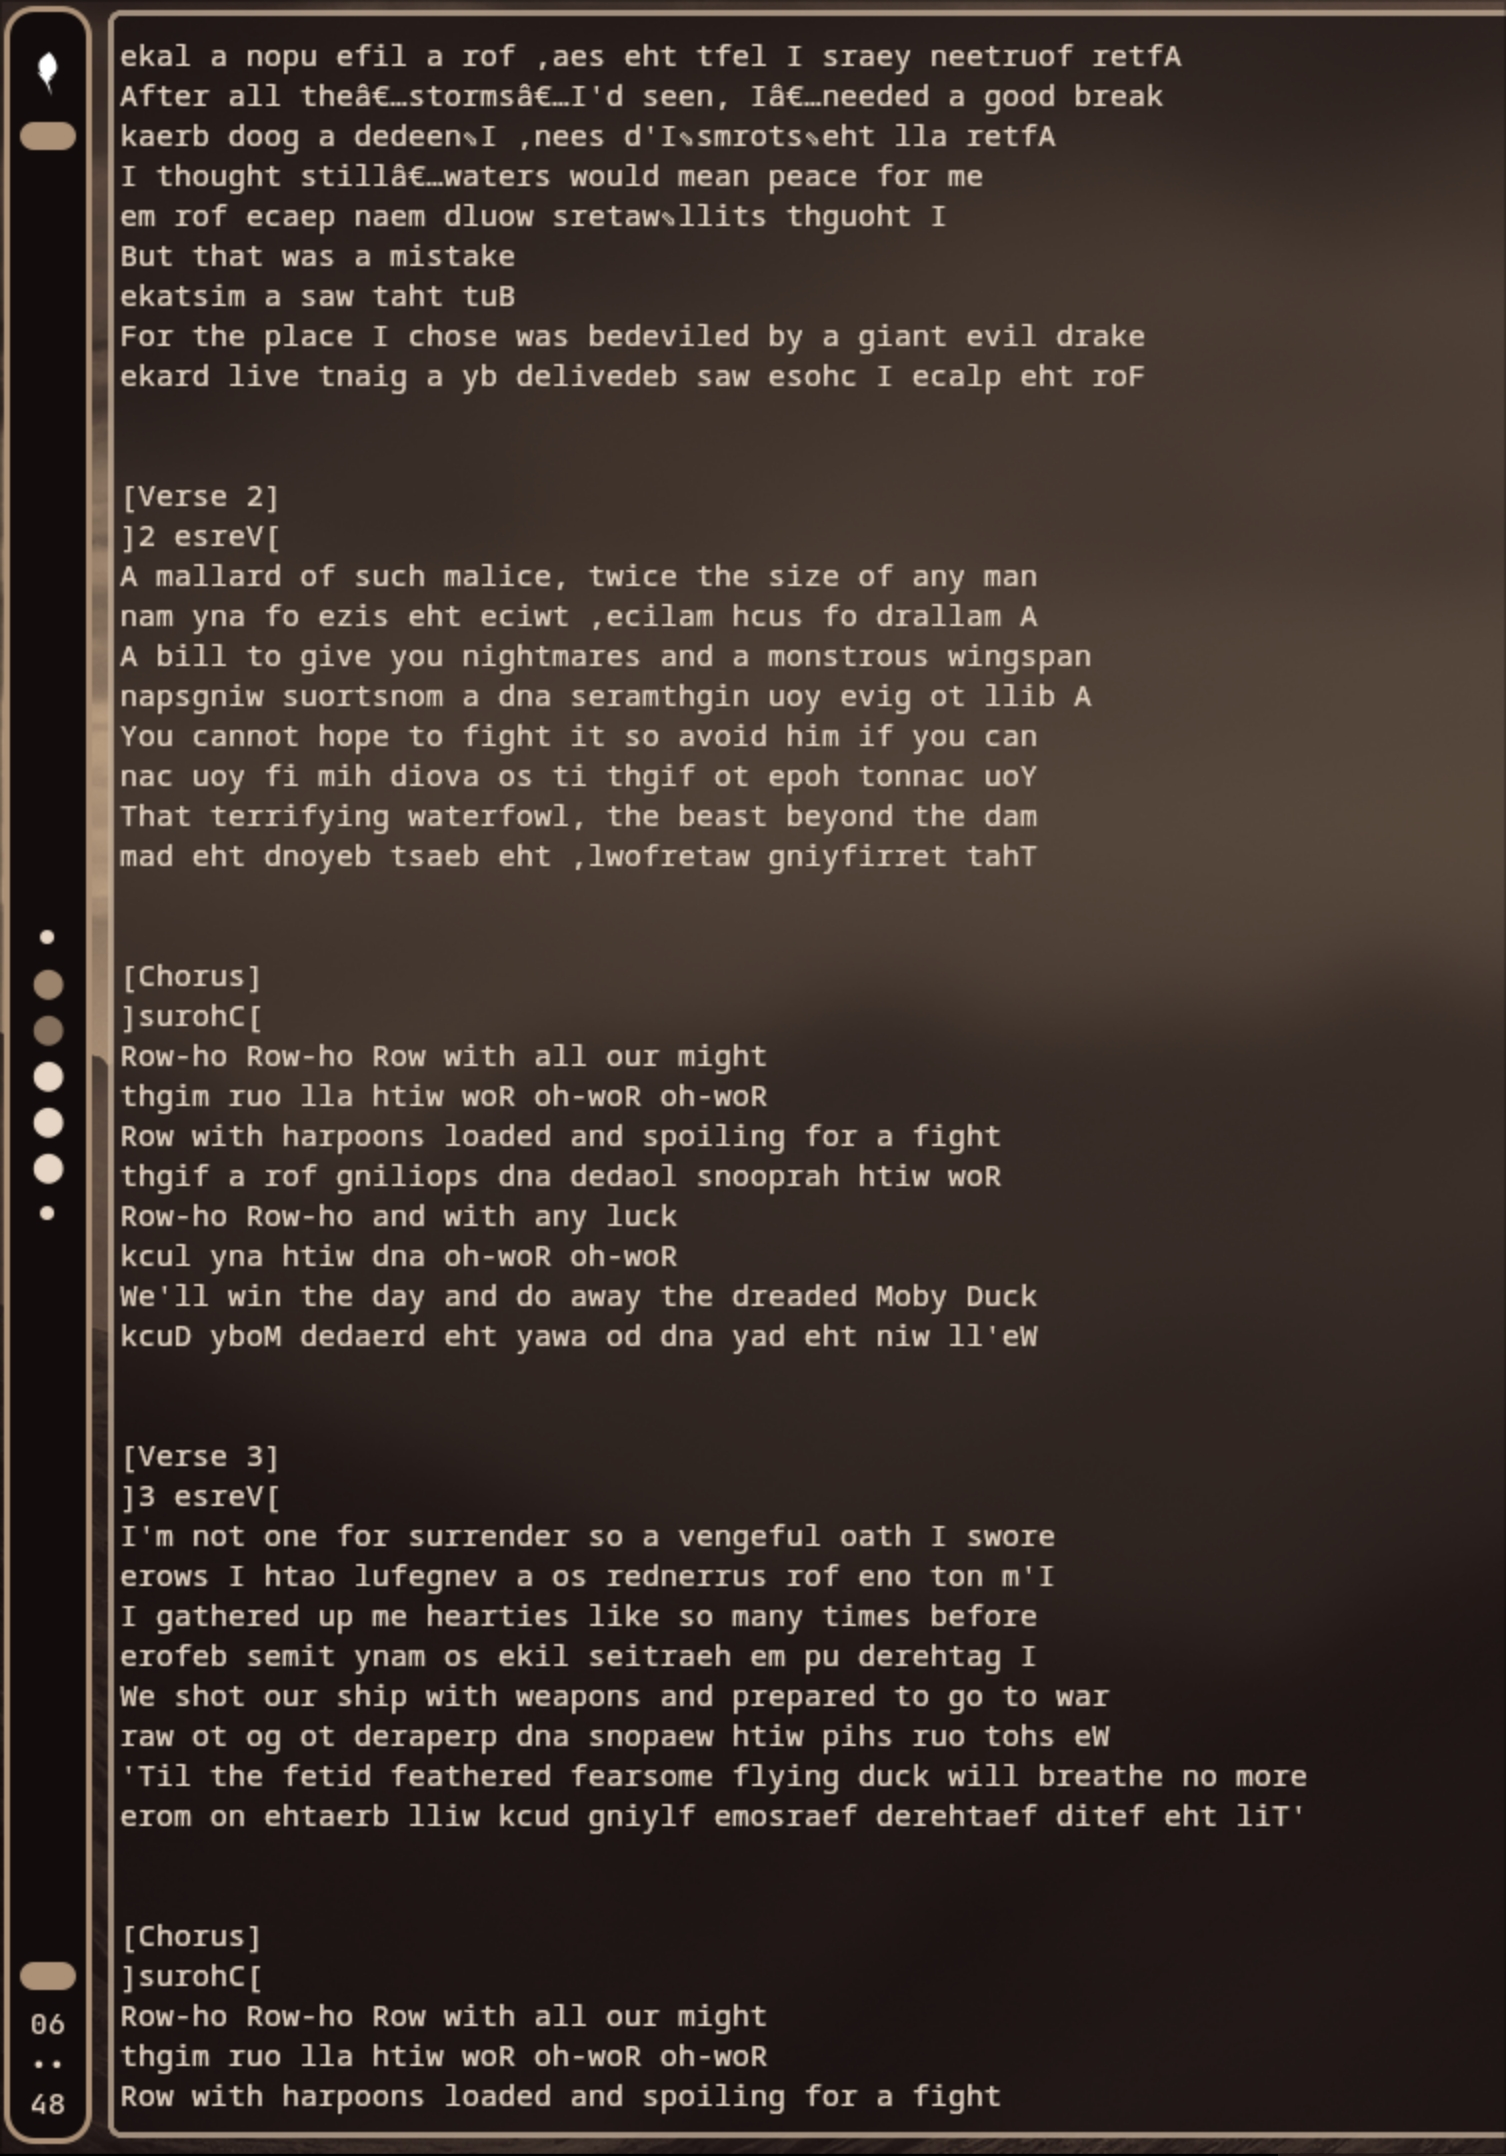 ekal a nopu efil a rof ,aes eht tfel I sraey neetruof retfA
After all theâ€…stormsâ€…I'd seen, Iâ€…needed a good break
kaerb doog a dedeen␅I ,nees d'I␅smrots␅eht lla retfA
I thought stillâ€…waters would mean peace for me
em rof ecaep naem dluow sretaw␅llits thguoht I
But that was a mistake
ekatsim a saw taht tuB
For the place I chose was bedeviled by a giant evil drake
ekard live tnaig a yb delivedeb saw esohc I ecalp eht roF
[Verse 2]
]2 esreV[
A mallard of such malice, twice the size of any man
nam yna fo ezis eht eciwt ,ecilam hcus fo drallam A
A bill to give you nightmares and a monstrous wingspan
napsgniw suortsnom a dna seramthgin uoy evig ot llib A
You cannot hope to fight it so avoid him if you can
nac uoy fi mih diova os ti thgif ot epoh tonnac uoY
That terrifying waterfowl, the beast beyond the dam
mad eht dnoyeb tsaeb eht ,lwofretaw gniyfirret tahT
[Chorus]
]surohC[
Row-ho Row-ho Row with all our might
thgim ruo lla htiw woR oh-woR oh-woR
Row with harpoons loaded and spoiling for a fight
thgif a rof gniliops dna dedaol snooprah htiw woR
Row-ho Row-ho and with any luck
kcul yna htiw dna oh-woR oh-woR
We'll win the day and do away the dreaded Moby Duck
kcuD yboM dedaerd eht yawa od dna yad eht niw ll'eW
[Verse 3]
]3 esreV[
I'm not one for surrender so a vengeful oath I swore
erows I htao lufegnev a os rednerrus rof eno ton m'I
I gathered up me hearties like so many times before
erofeb semit ynam os ekil seitraeh em pu derehtag I
We shot our ship with weapons and prepared to go to war
raw ot og ot deraperp dna snopaew htiw pihs ruo tohs eW
'Til the fetid feathered fearsome flying duck will breathe no more
erom on ehtaerb lliw kcud gniylf emosraef derehtaef ditef eht liT'
[Chorus]
]surohC[
Row-ho Row-ho Row with all our might
thgim ruo lla htiw woR oh-woR oh-woR
Row with harpoons loaded and spoiling for a fight
06
••
48